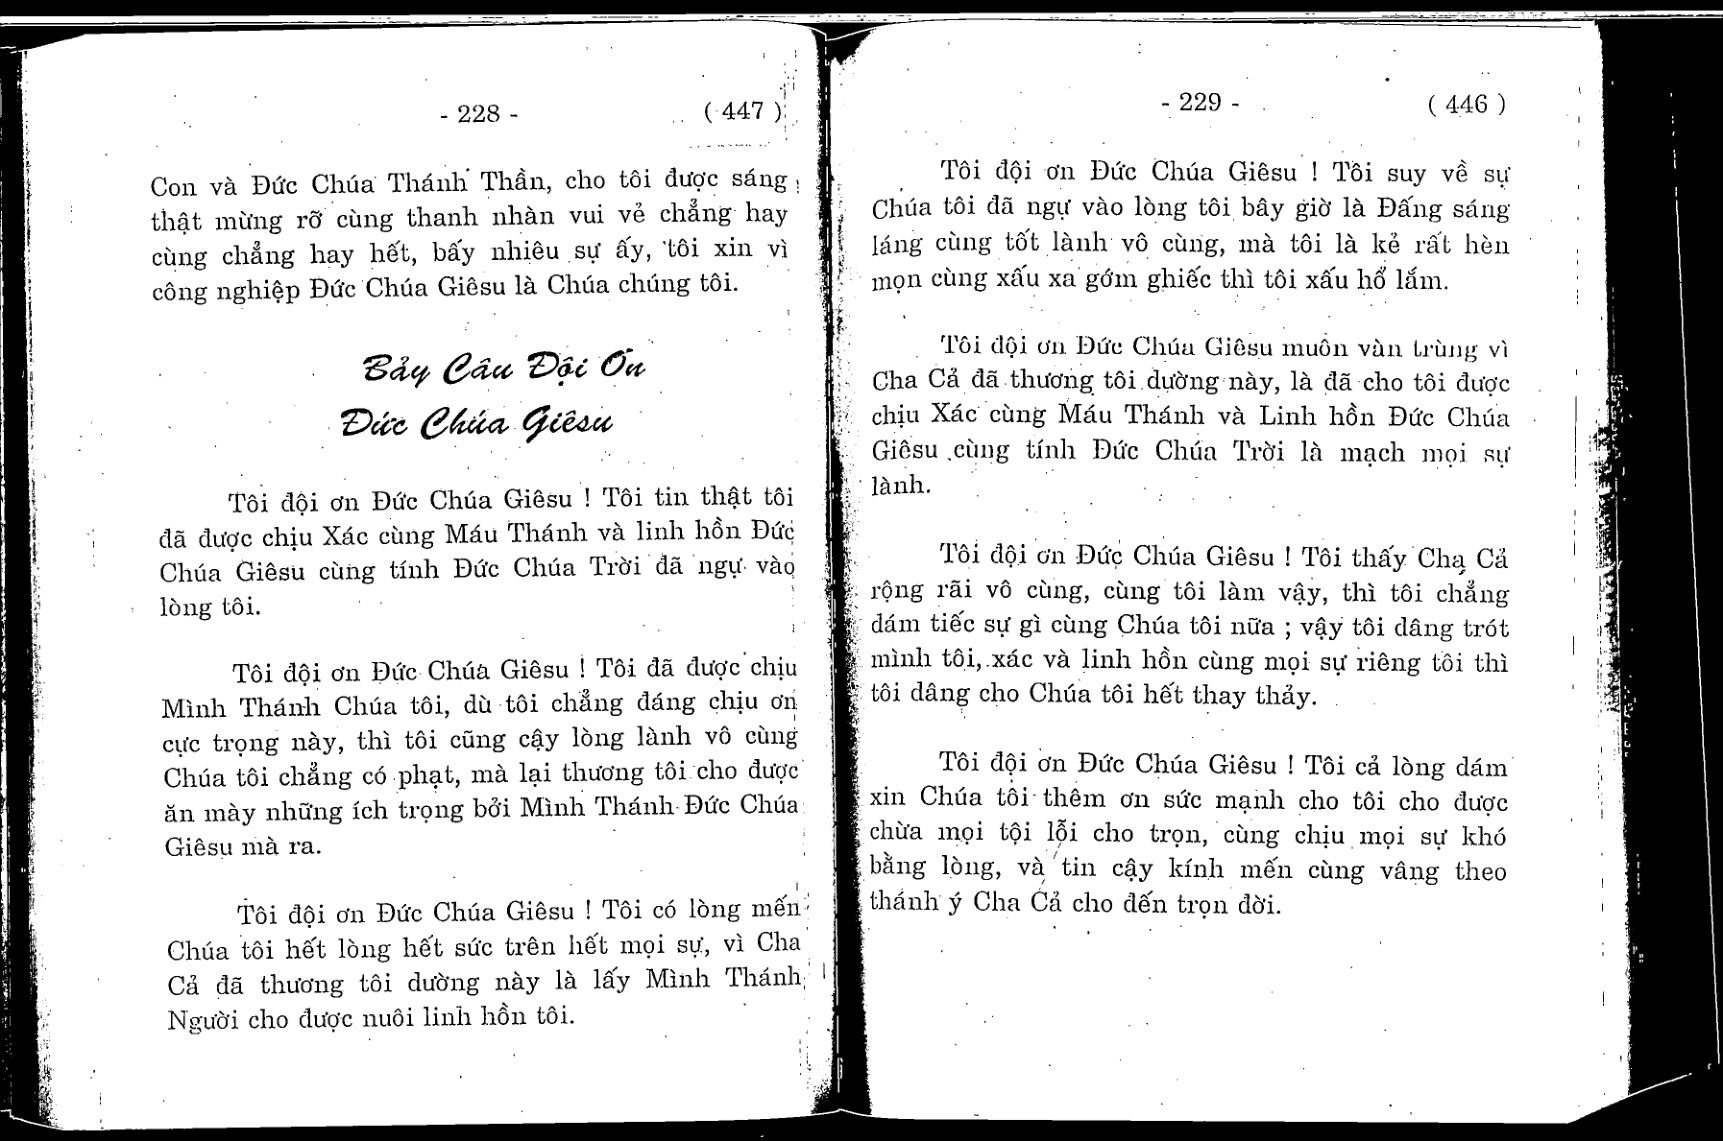 - 228 -
( 447 )
Con và Đức Chúa Thánh Thần, cho tôi được sáng
thật mừng rỡ cùng thanh nhàn vui vẻ chẳng hay
cùng chẳng hay hết, bấy nhiêu sự ấy, tôi xin vì
công nghiệp Đức Chúa Giêsu là Chúa chúng tôi.
Bảy Câu Đội Ơn
Đức Chúa Giêsu
Tôi đội ơn Đức Chúa Giêsu ! Tôi tin thật tôi
đã được chịu Xác cùng Máu Thánh và linh hồn Đức
Chúa Giêsu cùng tính Đức Chúa Trời đã ngự vào
lòng tôi.
Tôi đội ơn Đức Chúa Giêsu ! Tôi đã được chịu
Mình Thánh Chúa tôi, dù tôi chẳng đáng chịu ơn
cực trọng này, thì tôi cũng cậy lòng lành vô cùng
Chúa tôi chẳng có phạt, mà lại thương tôi cho được
ăn mày những ích trọng bởi Mình Thánh Đức Chúa
Giêsu mà ra.
Tôi đội ơn Đức Chúa Giêsu ! Tôi có lòng mến
Chúa tôi hết lòng hết sức trên hết mọi sự, vì Cha
Cả đã thương tôi dường này là lấy Mình Thánh
Người cho được nuôi linh hồn tôi.
- 229 -
( 446 )
Tôi đội ơn Đức Chúa Giêsu ! Tôi suy về sự
Chúa tôi đã ngự vào lòng tôi bây giờ là Đấng sáng
láng cùng tốt lành vô cùng, mà tôi là kẻ rất hèn
mọn cùng xấu xa gớm ghiếc thì tôi xấu hổ lắm.
Tôi đội ơn Đức Chúa Giêsu muôn vàn trùng vì
Cha Cả đã thương tôi dường này, là đã cho tôi được
chịu Xác cùng Máu Thánh và Linh hồn Đức Chúa
Giêsu cùng tính Đức Chúa Trời là mạch mọi sự
lành.
Tôi đội ơn Đức Chúa Giêsu ! Tôi thấy Cha Cả
rộng rãi vô cùng, cùng tôi làm vậy, thì tôi chẳng
dám tiếc sự gì cùng Chúa tôi nữa ; vậy tôi dâng trót
mình tôi, xác và linh hồn cùng mọi sự riêng tôi thì
tôi dâng cho Chúa tôi hết thay thảy.
Tôi đội ơn Đức Chúa Giêsu ! Tôi cả lòng dám
xin Chúa tôi thêm ơn sức mạnh cho tôi cho được
chừa mọi tội lỗi cho trọn, cùng chịu mọi sự khó
bằng lòng, và tin cậy kính mến cùng vâng theo
thánh ý Cha Cả cho đến trọn đời.